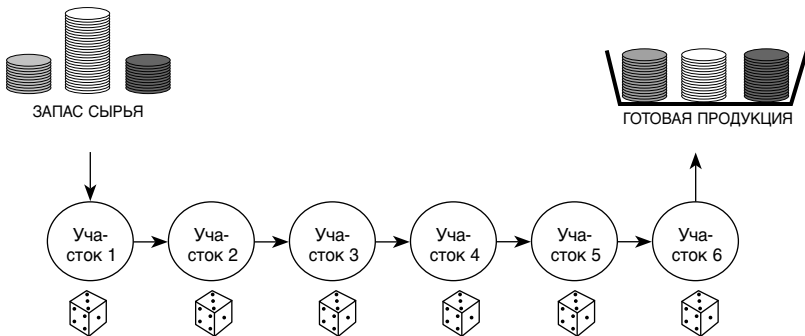 ЗАПАС СЫРЬЯ
ГОТОВАЯ ПРОДУКЦИЯ
Уча-
сток 1
Уча-
сток 2
Уча-
сток 3
Уча-
сток 4
Уча-
сток 5
Уча-
сток 6